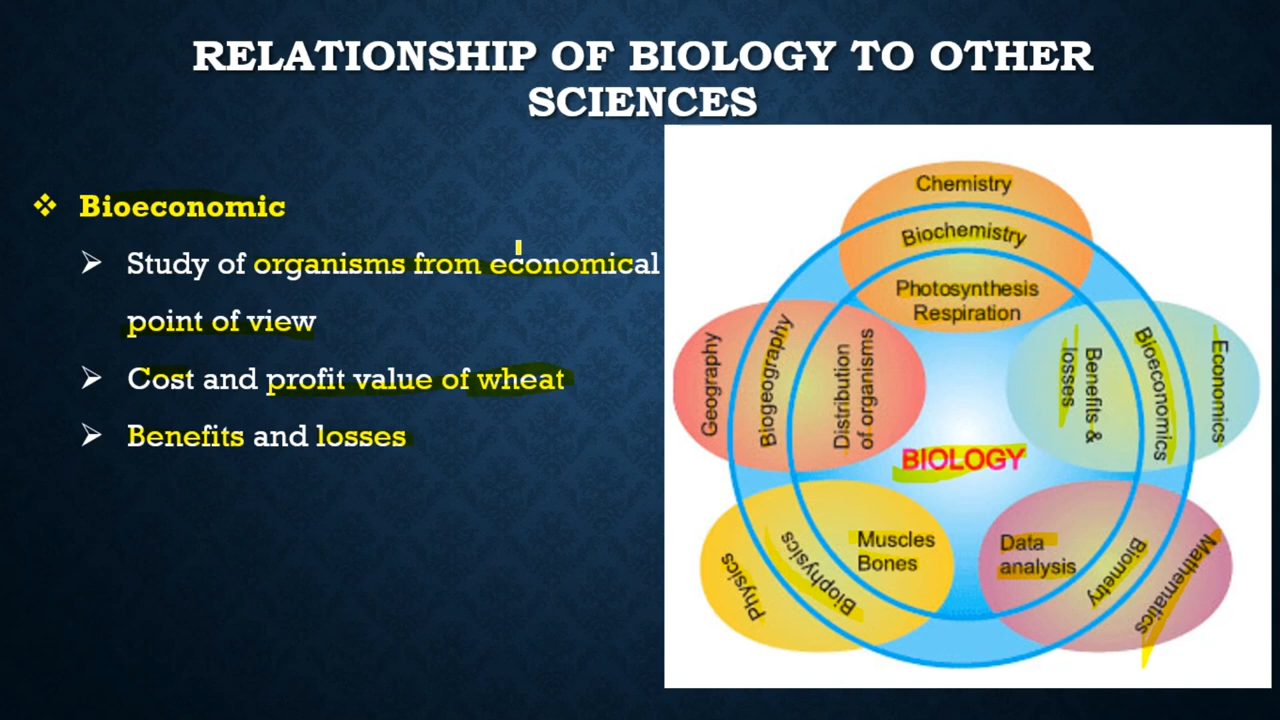 RELATIONSHIP OF BIOLOGY TO OTHER
SCIENCES
Bioeconomic
Study of organisms from economical
point of view
Cost and profit value of wheat
Benefits and losses
Chemistry
Biochemistry
Photosynthesis
Respiration
Geography
Biogeography
Distribution
of organisms
Benefits &
losses
Bioeconomics
Economics
BIOLOGY
Physics
Biophysics
Muscles
Bones
Data
analysis
Biometry
Mathematics